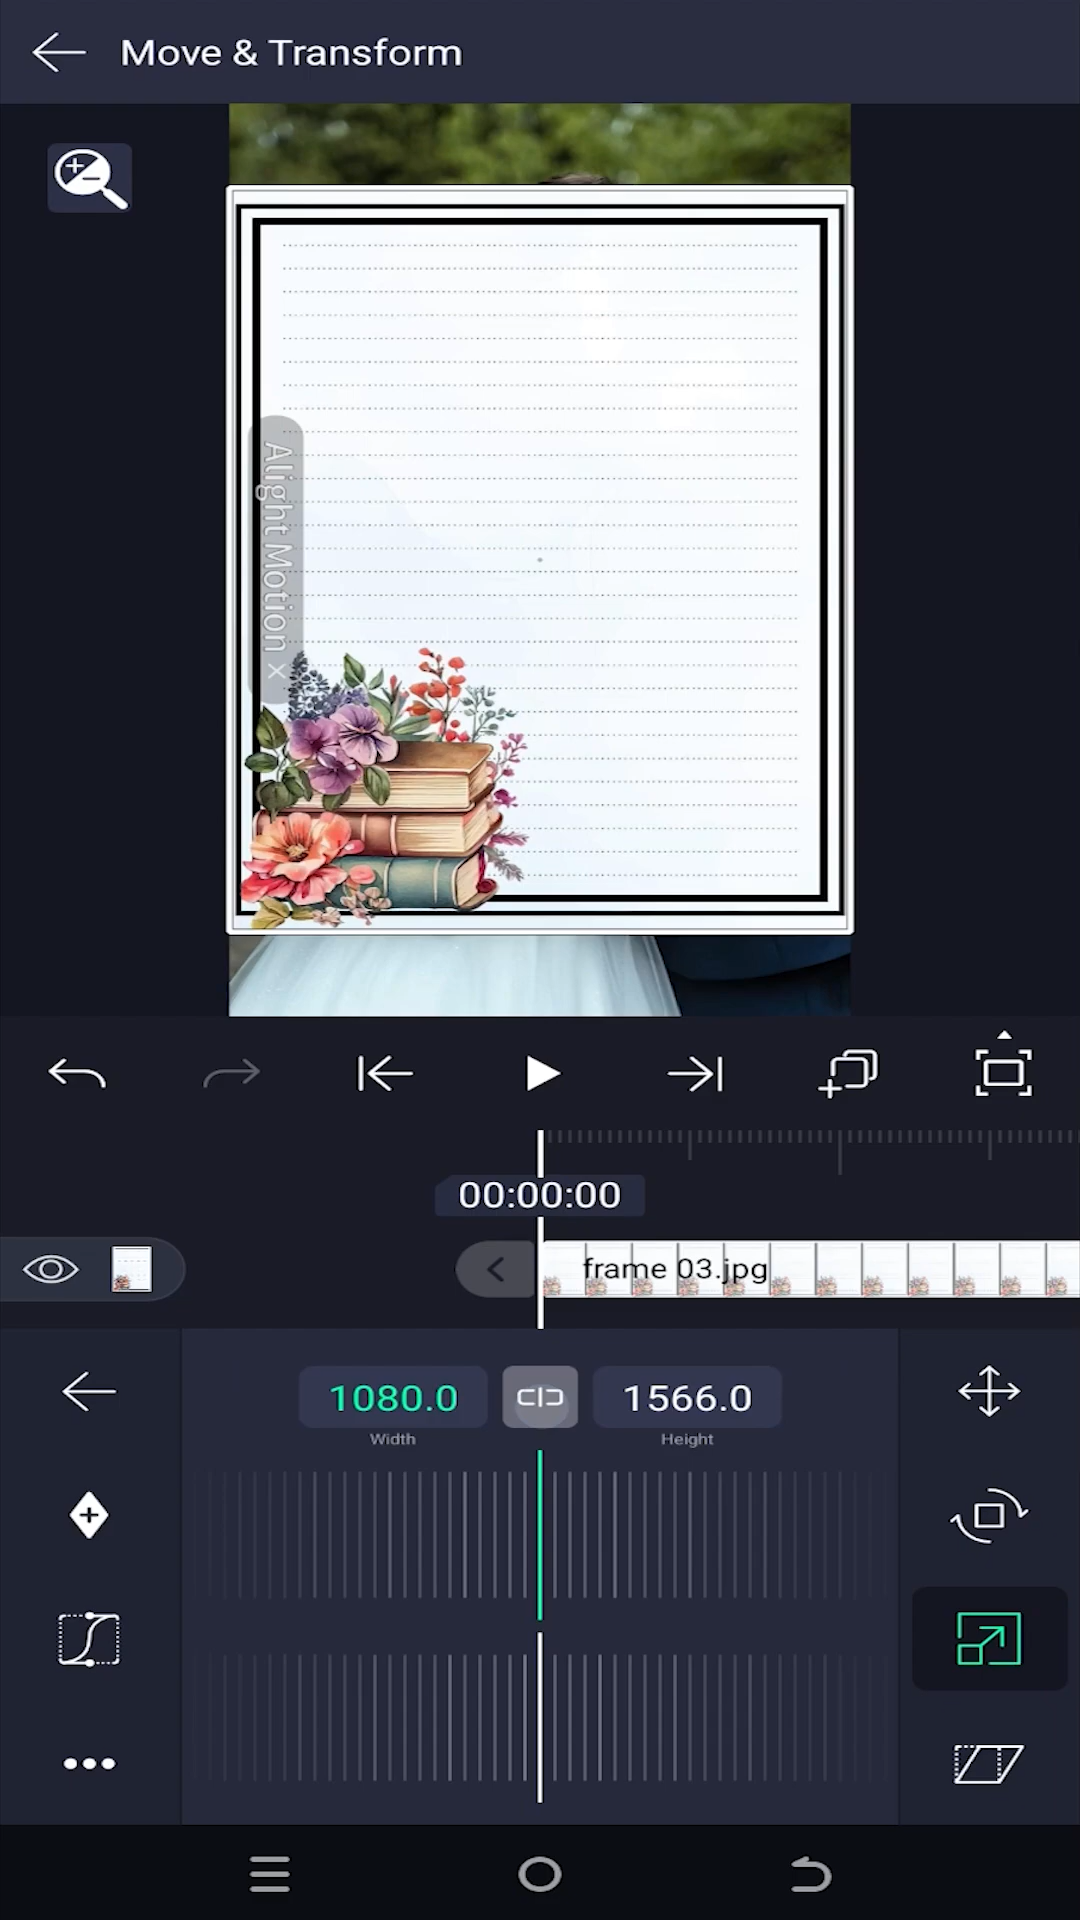 Move & Transform
Alight Motion ×
00:00:00
frame 03.jpg
1080.0
1566.0
Width
Height